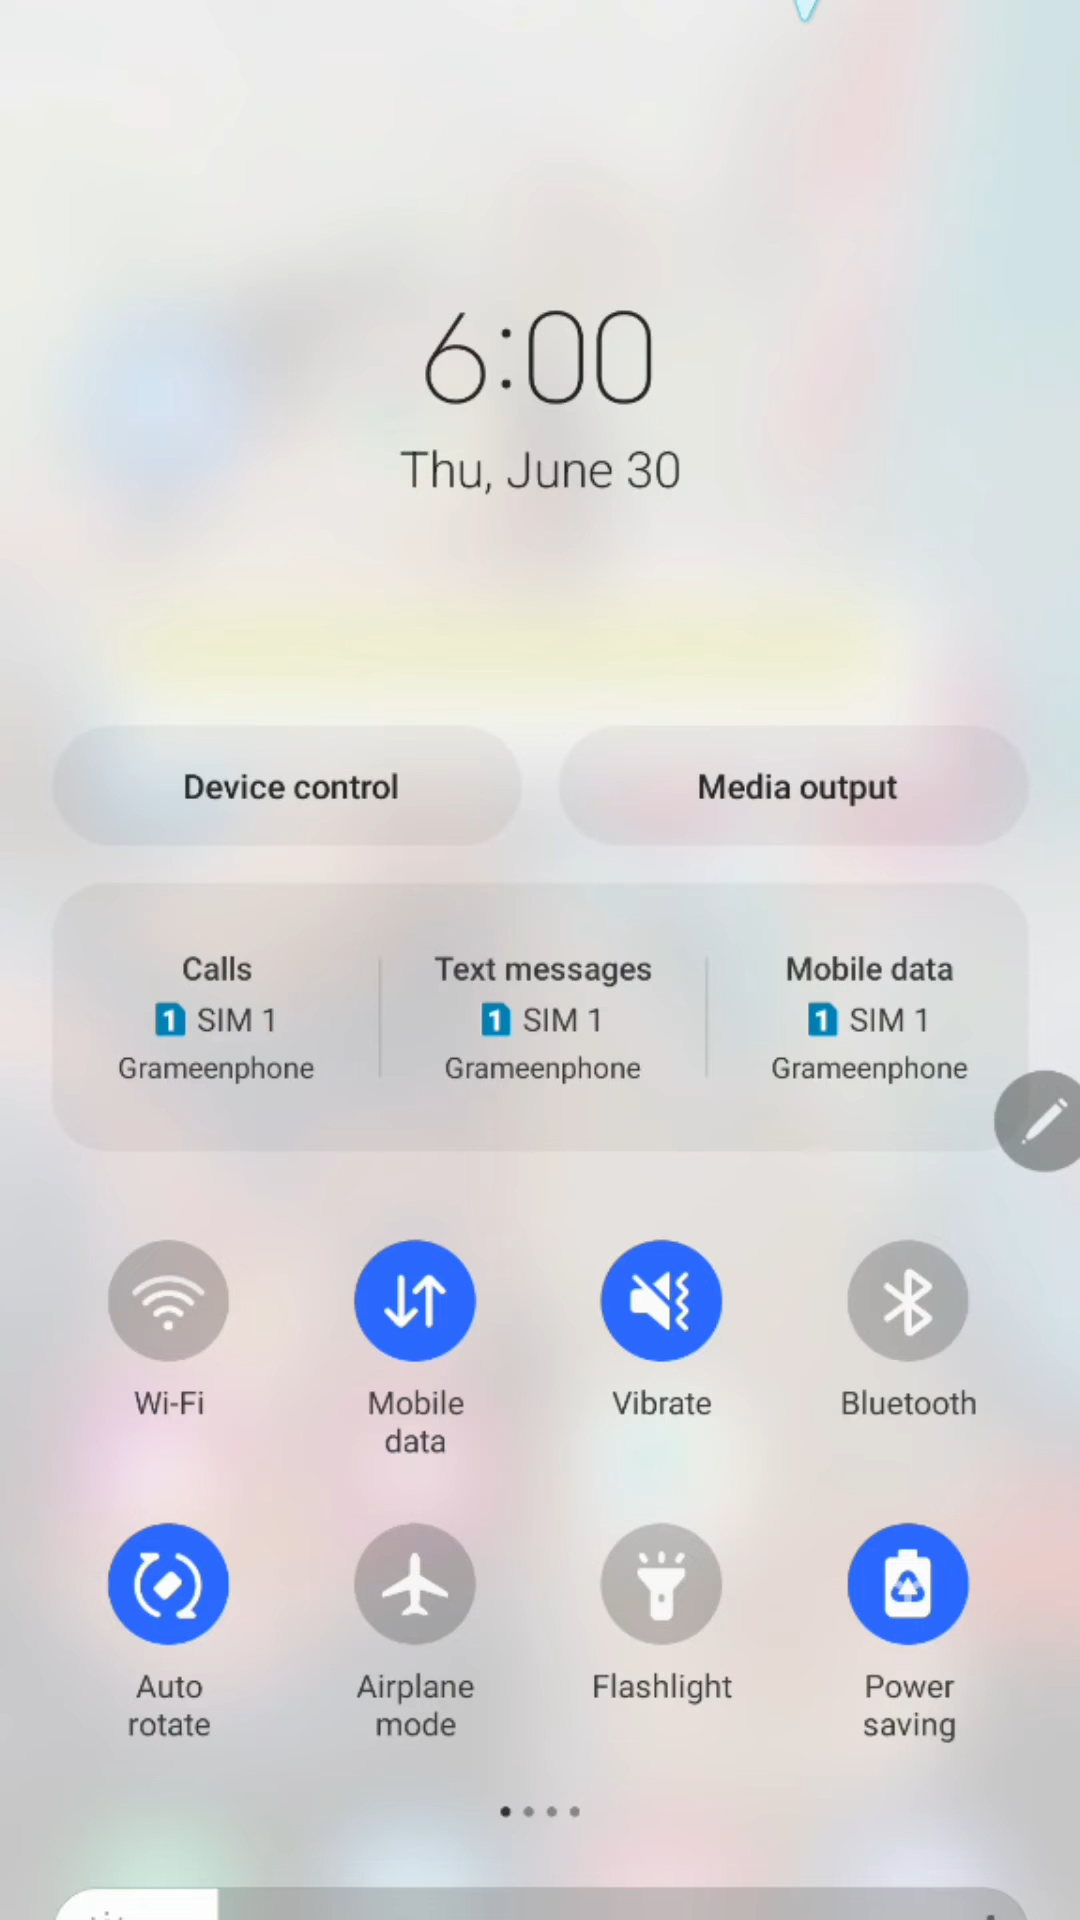 6:00
Thu, June 30
Device control
Media output
Calls
1 SIM 1
Grameenphone
Text messages
1 SIM 1
Grameenphone
Mobile data
1 SIM 1
Grameenphone
Wi-Fi
Mobile
data
Vibrate
Bluetooth
Auto
rotate
Airplane
mode
Flashlight
Power
saving